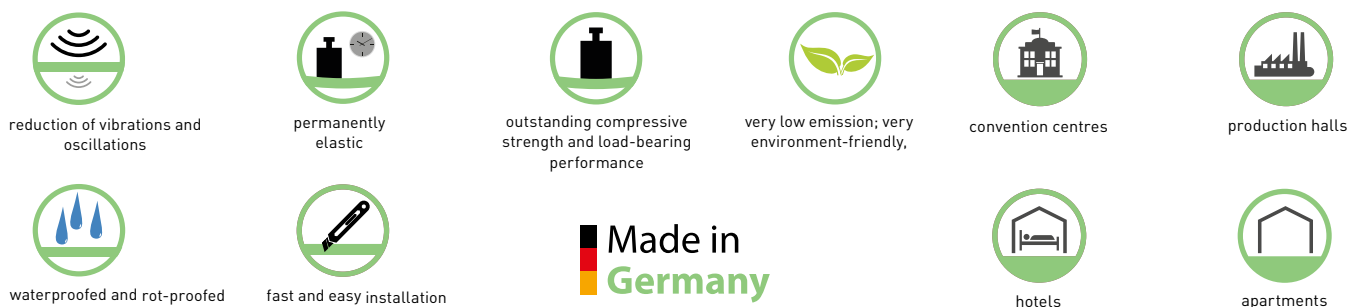 reduction of vibrations and
oscillations
permanently
elastic
outstanding compressive
strength and load-bearing
performance
very low emission; very
environment-friendly,
convention centres
production halls
waterproofed and rot-proofed
fast and easy installation
Made in
Germany
hotels
apartments